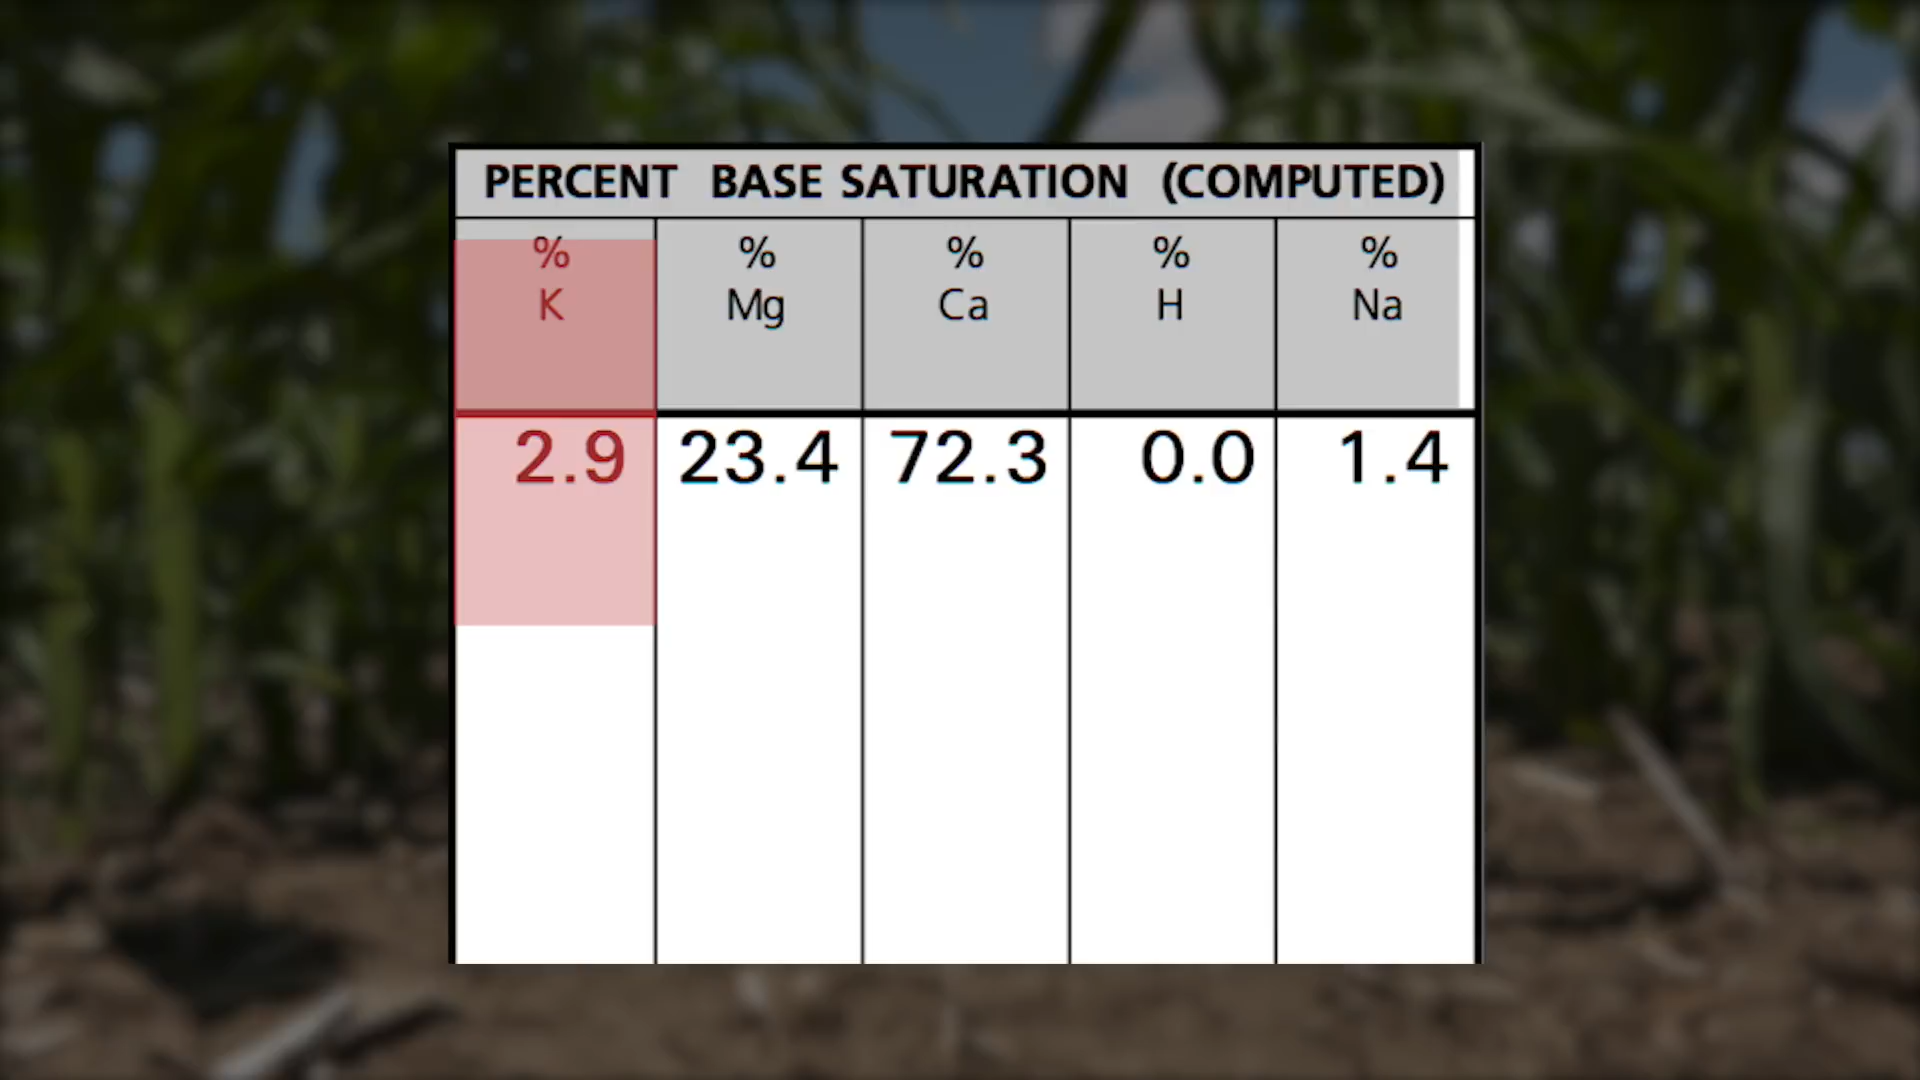 PERCENT BASE SATURATION (COMPUTED)
% % % % %
K Mg Ca H Na
2.9 23.4 72.3 0.0 1.4